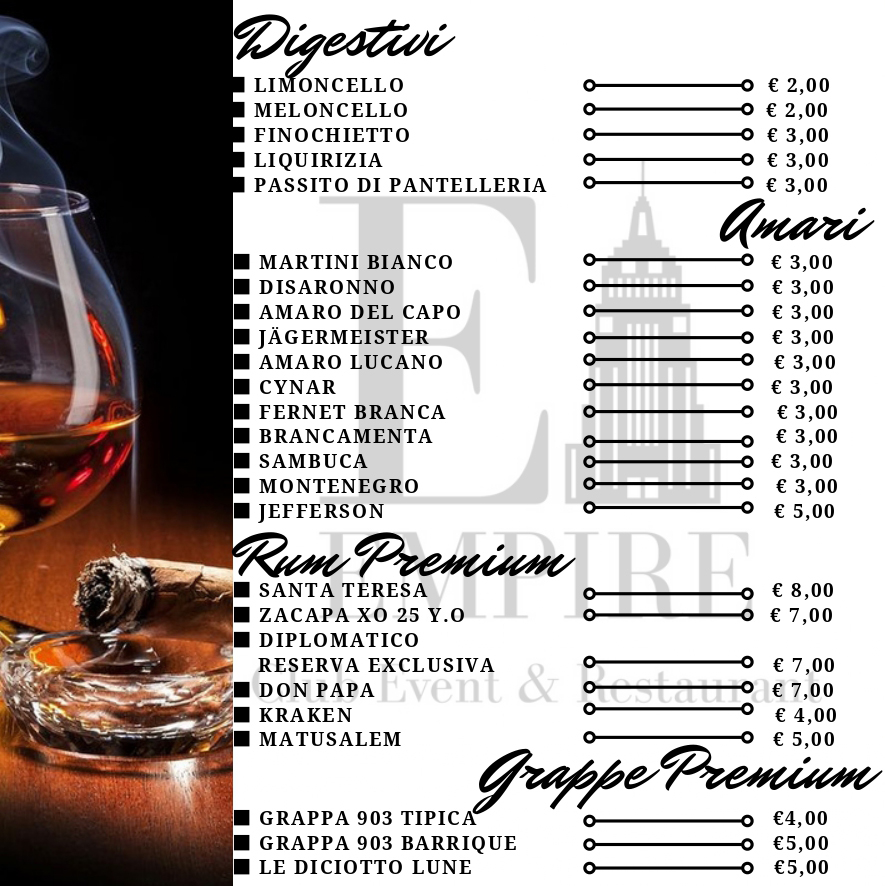 Digestivi
LIMONCELLO € 2,00
MELONCELLO € 2,00
FINOCHIETTO € 3,00
LIQUIRIZIA € 3,00
PASSITO DI PANTELLERIA € 3,00
Amari
MARTINI BIANCO € 3,00
DISARONNO € 3,00
AMARO DEL CAPO € 3,00
JÄGERMEISTER € 3,00
AMARO LUCANO € 3,00
CYNAR € 3,00
FERNET BRANCA € 3,00
BRANCAMENTA € 3,00
SAMBUCA € 3,00
MONTENEGRO € 3,00
JEFFERSON € 5,00
Rum Premium
SANTA TERESA € 8,00
ZACAPA XO 25 Y.O € 7,00
DIPLOMATICO
RESERVA EXCLUSIVA € 7,00
DON PAPA € 7,00
KRAKEN € 4,00
MATUSALEM € 5,00
Grappe Premium
GRAPPA 903 TIPICA €4,00
GRAPPA 903 BARRIQUE €5,00
LE DICIOTTO LUNE €5,00
E
EMPIRE
Club Event & Restaurant